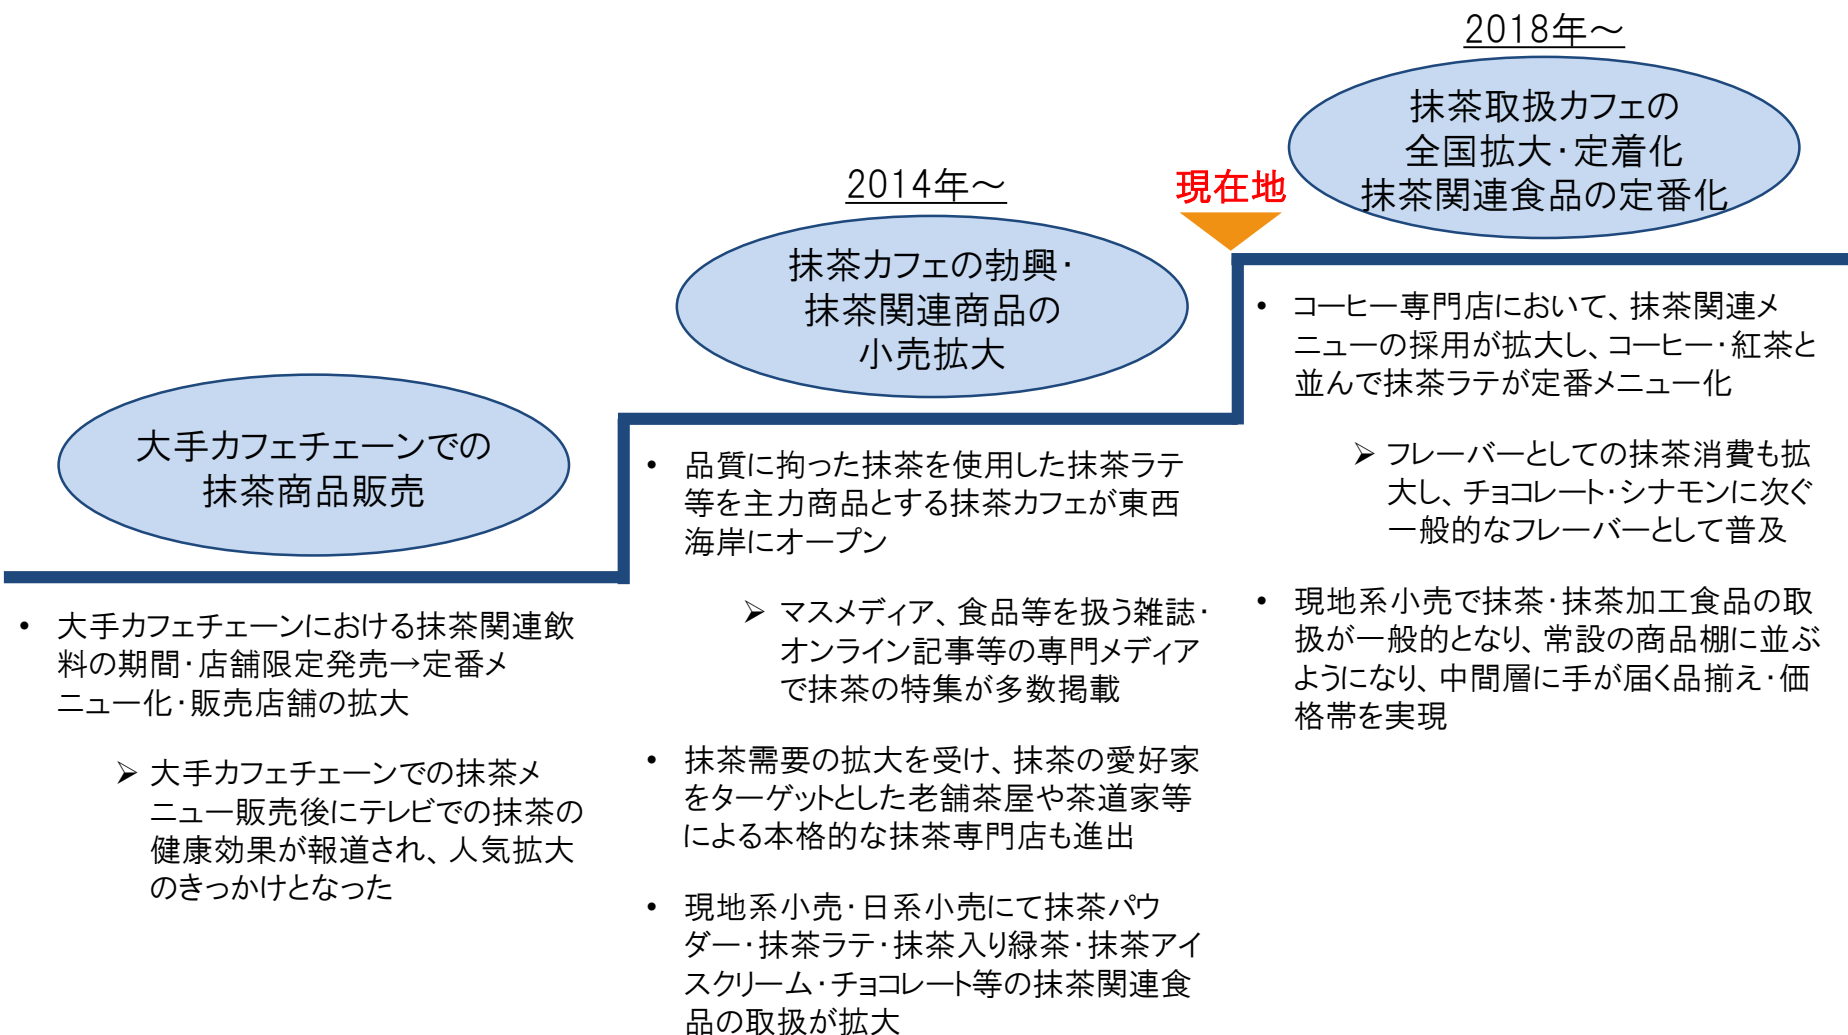 大手カフェチェーンでの
抹茶商品販売
• 大手カフェチェーンにおける抹茶関連飲
料の期間･店舗限定発売→定番メ
ニュー化･販売店舗の拡大
➢ 大手カフェチェーンでの抹茶メ
ニュー販売後にテレビでの抹茶の
健康効果が報道され、人気拡大
のきっかけとなった
2014年～
抹茶カフェの勃興･
抹茶関連商品の
小売拡大
• 品質に拘った抹茶を使用した抹茶ラテ
等を主力商品とする抹茶カフェが東西
海岸にオープン
➢ マスメディア、食品等を扱う雑誌･
オンライン記事等の専門メディア
で抹茶の特集が多数掲載
• 抹茶需要の拡大を受け、抹茶の愛好家
をターゲットとした老舗茶屋や茶道家等
による本格的な抹茶専門店も進出
• 現地系小売･日系小売にて抹茶パウ
ダー･抹茶ラテ･抹茶入り緑茶･抹茶アイ
スクリーム･チョコレート等の抹茶関連食
品の取扱が拡大
現在地
2018年～
抹茶取扱カフェの
全国拡大･定着化
抹茶関連食品の定番化
• コーヒー専門店において、抹茶関連メ
ニューの採用が拡大し、コーヒー･紅茶と
並んで抹茶ラテが定番メニュー化
➢ フレーバーとしての抹茶消費も拡
大し、チョコレート･シナモンに次ぐ
一般的なフレーバーとして普及
• 現地系小売で抹茶･抹茶加工食品の取
扱が一般的となり、常設の商品棚に並ぶ
ようになり、中間層に手が届く品揃え･価
格帯を実現